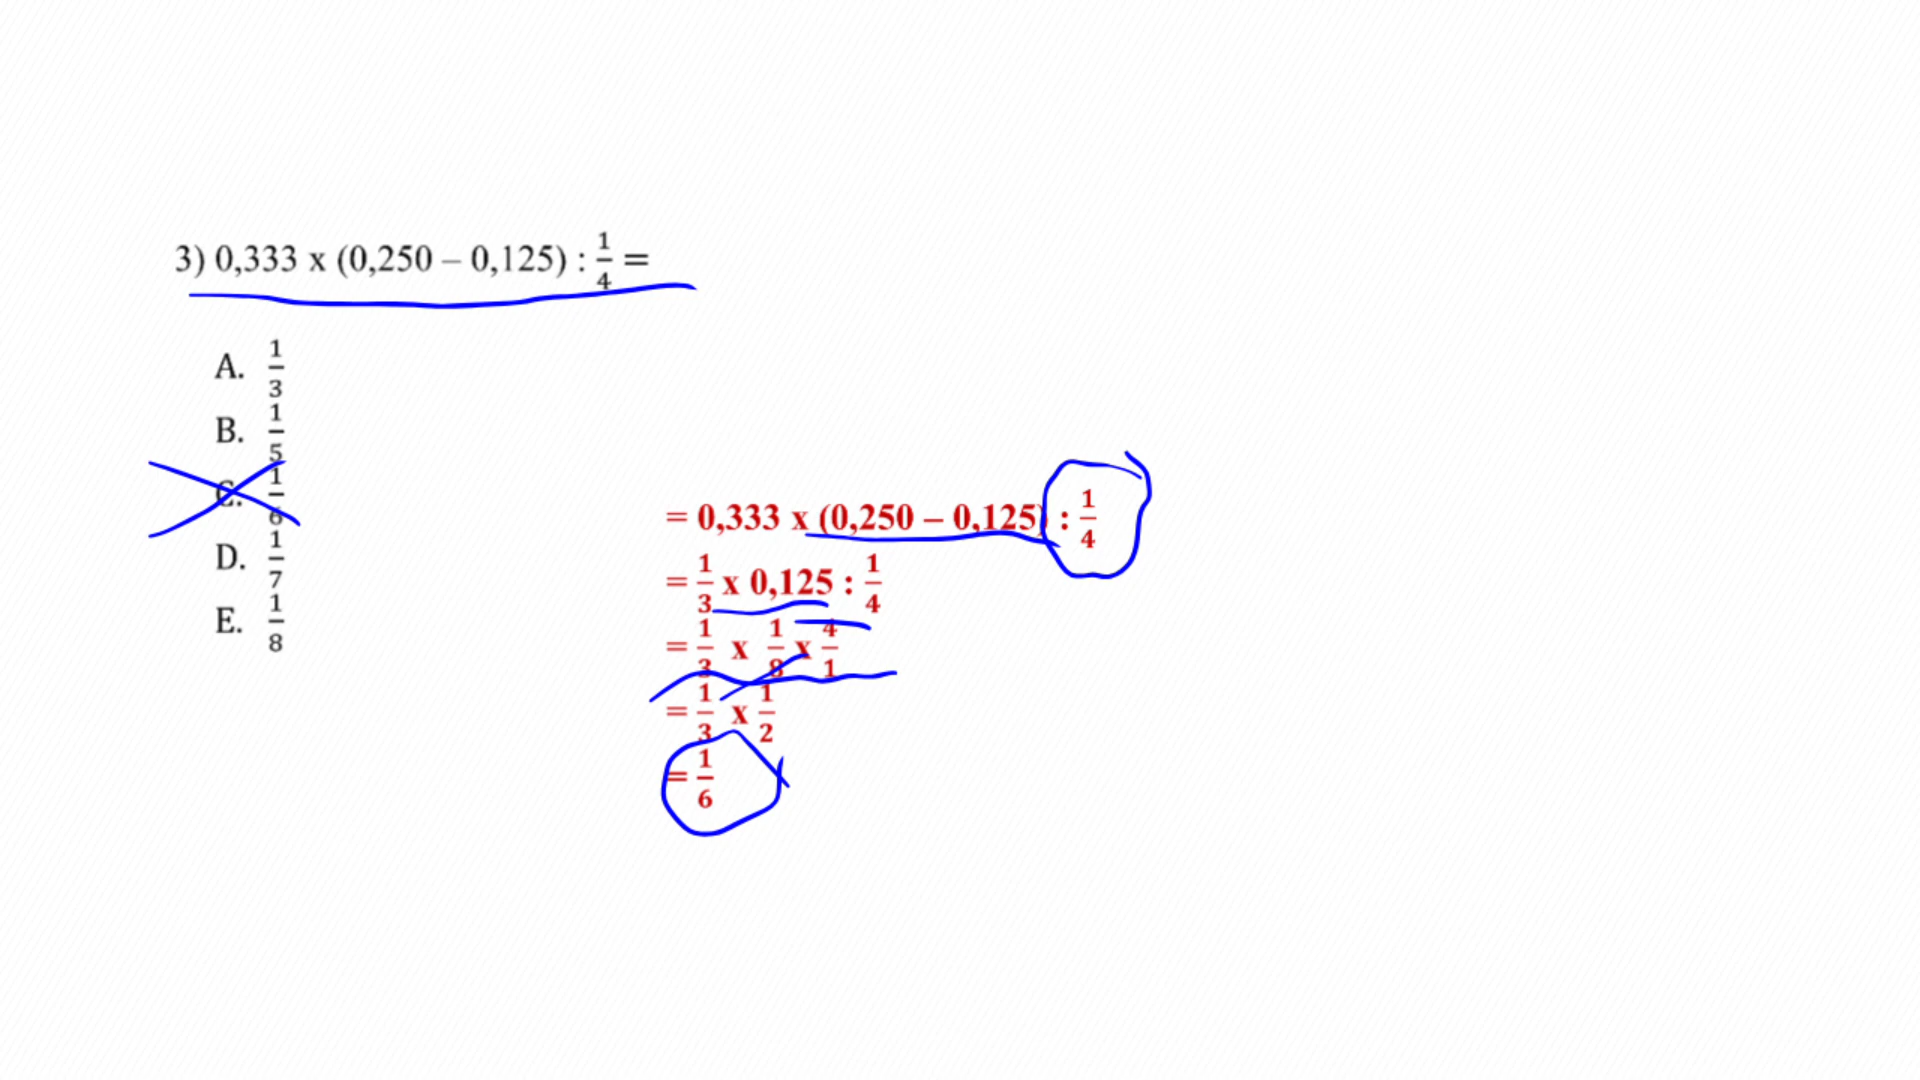 3) 0,333 x (0,250 – 0,125) : 1/4 =
A. 1/3
B. 1/5
C. 1/6
D. 1/7
E. 1/8
= 0,333 x (0,250 – 0,125) : 1/4
= 1/3 x 0,125 : 1/4
= 1/3 x 1/8 x 4/1
= 1/3 x 1/2
= 1/6